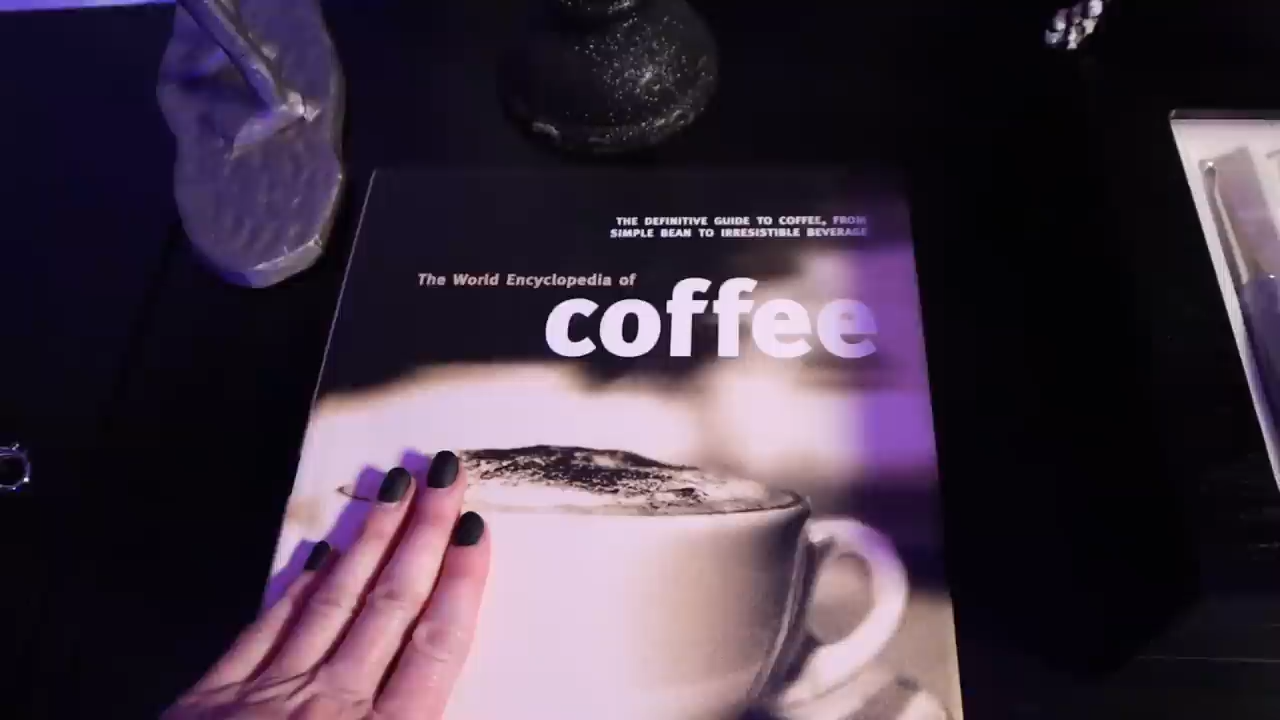 THE DEFINITIVE GUIDE TO COFFEE, FROM
SIMPLE BEAN TO IRRESISTIBLE BEVERAGE
The World Encyclopedia of
coffee